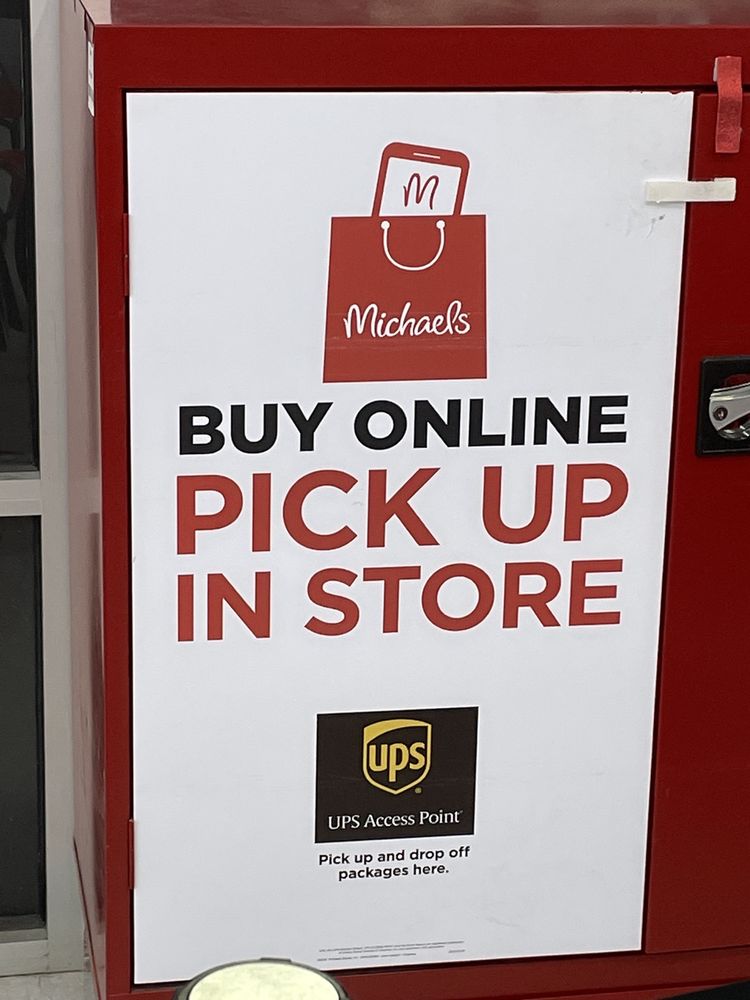 M
Michaels
BUY ONLINE
PICK UP
IN STORE
ups
UPS Access Point
Pick up and drop off
packages here.